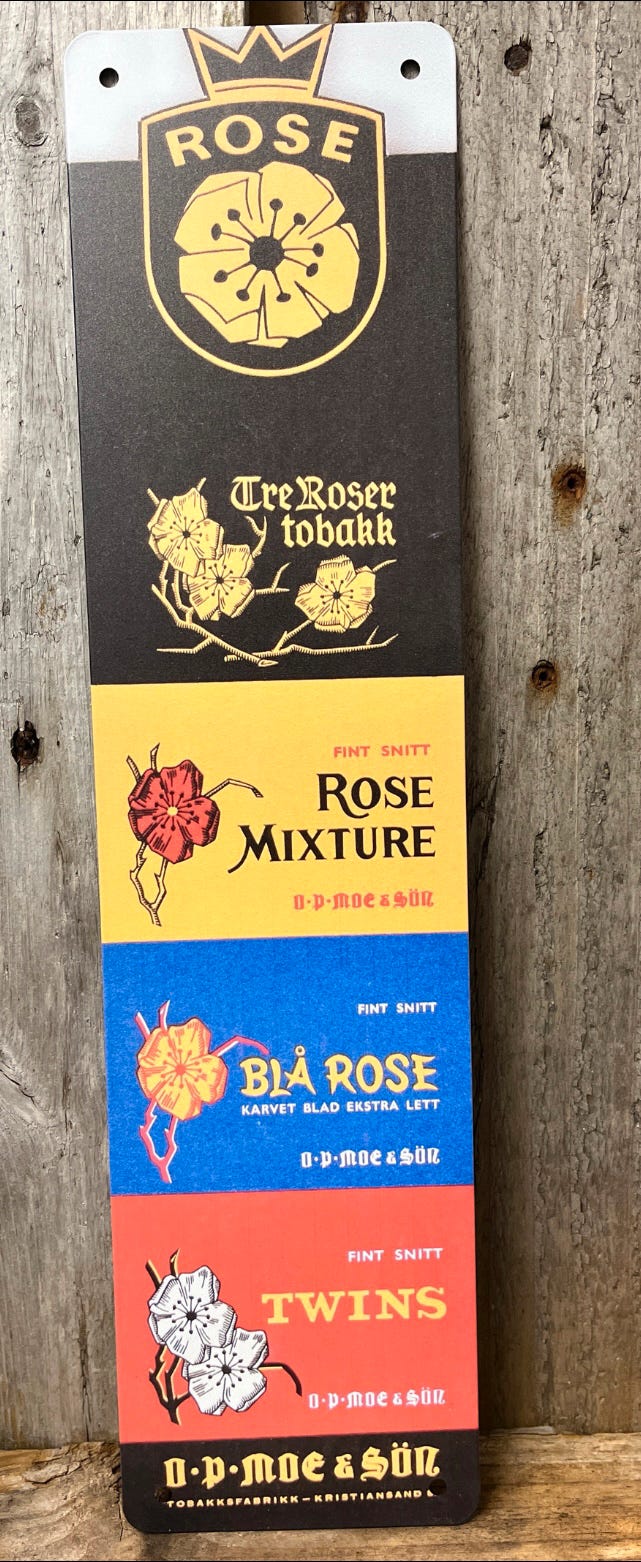 ROSE
Tre Roser
tobakk
FINT SNITT
ROSE
MIXTURE
O·P·MOE & SÖN
FINT SNITT
BLÅ ROSE
KARVET BLAD EKSTRA LETT
O·P·MOE & SÖN
FINT SNITT
TWINS
O·P·MOE & SÖN
O·P·MOE & SÖN
TOBAKKSFABRIKK – KRISTIANSAND